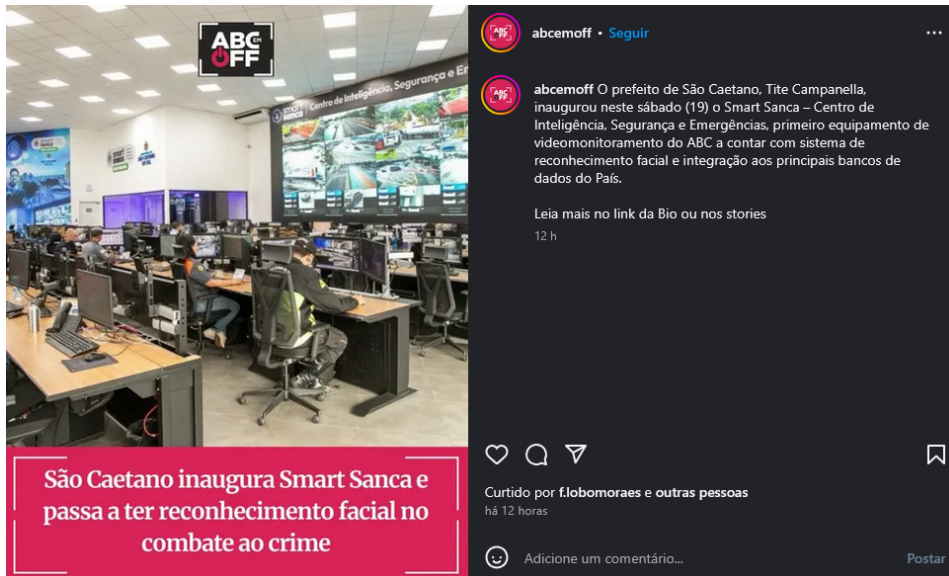 ABC EM
OFF
smart
sanca
Centro de Inteligência, Segurança e Em
São Caetano inaugura Smart Sanca e
passa a ter reconhecimento facial no
combate ao crime
abcemoff • Seguir
abcemoff O prefeito de São Caetano, Tite Campanella,
inaugurou neste sábado (19) o Smart Sanca – Centro de
Inteligência, Segurança e Emergências, primeiro equipamento de
videomonitoramento do ABC a contar com sistema de
reconhecimento facial e integração aos principais bancos de
dados do País.
Leia mais no link da Bio ou nos stories
12 h
Curtido por f.lobomoraes e outras pessoas
há 12 horas
Adicione um comentário...
Postar